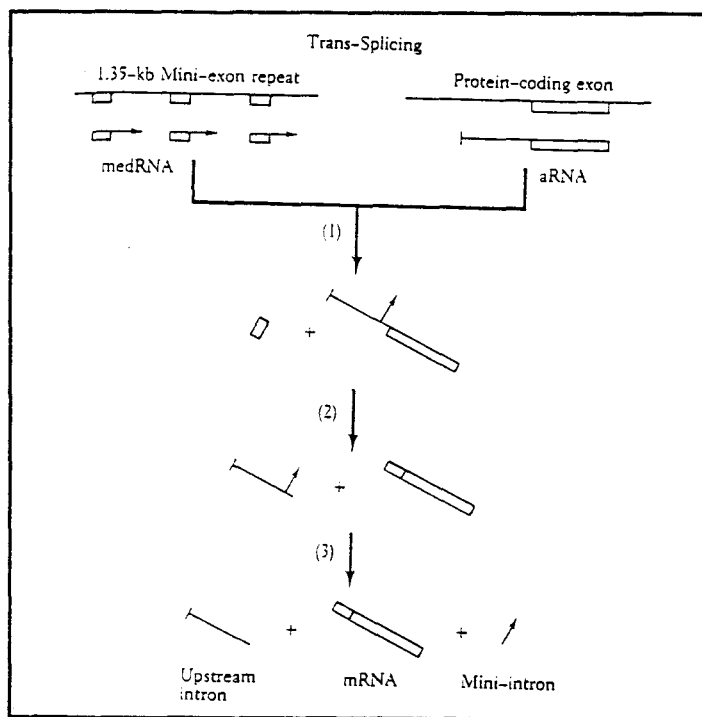 Trans-Splicing
1.35-kb Mini-exon repeat
Protein-coding exon
medRNA
aRNA
(1)
+
(2)
+
(3)
+
+
Upstream
intron
mRNA
Mini-intron